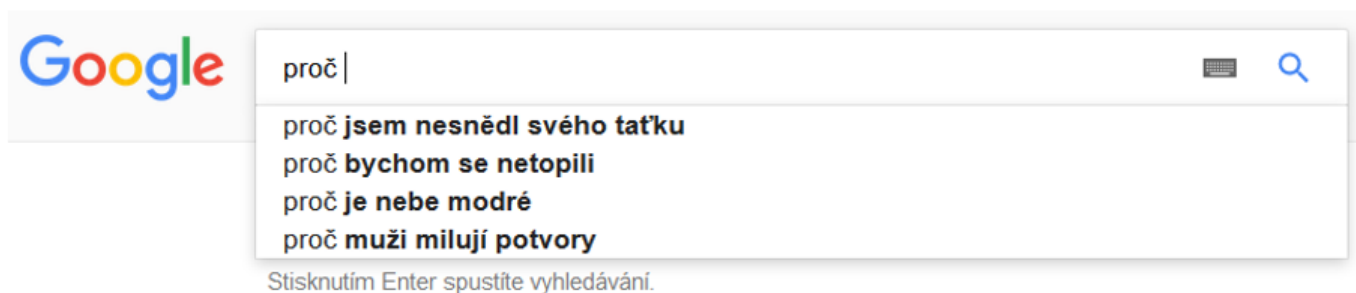 Google
proč
proč jsem nesnědl svého taťku
proč bychom se netopili
proč je nebe modré
proč muži milují potvory
Stisknutím Enter spustíte vyhledávání.